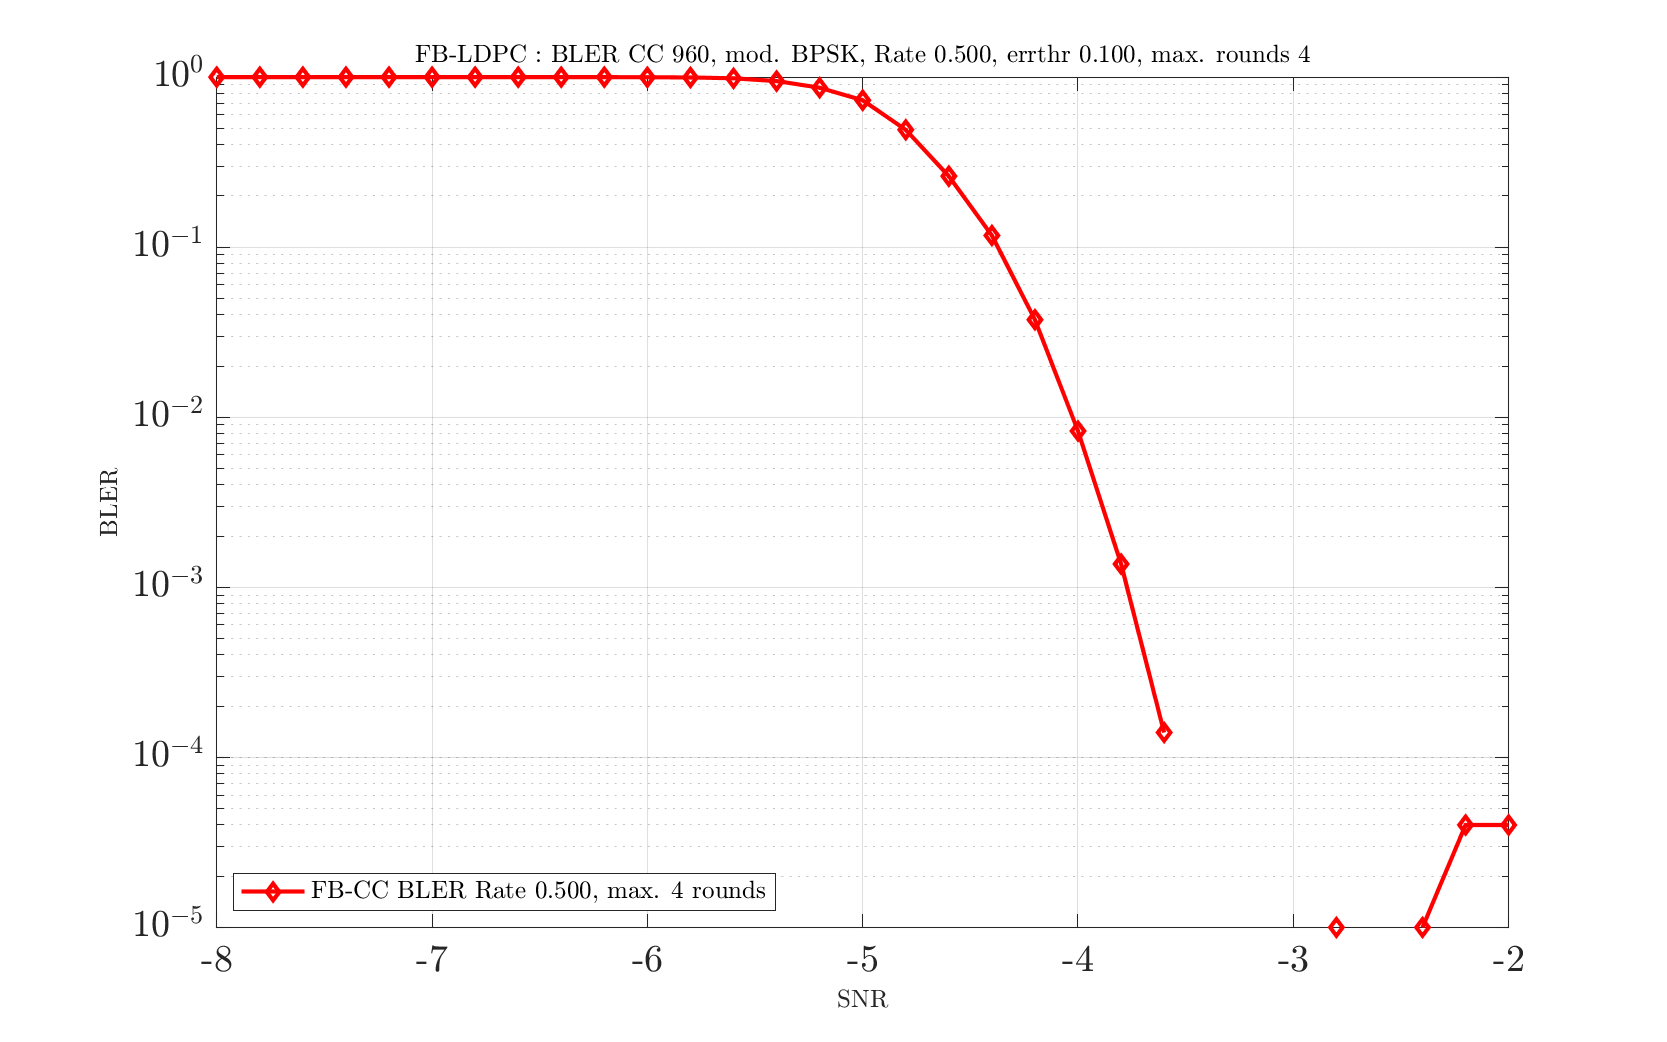 FB-LDPC : BLER CC 960, mod. BPSK, Rate 0.500, errthr 0.100, max. rounds 4
10^0
10^{-1}
10^{-2}
10^{-3}
10^{-4}
10^{-5}
BLER
FB-CC BLER Rate 0.500, max. 4 rounds
-8 -7 -6 -5 -4 -3 -2
SNR